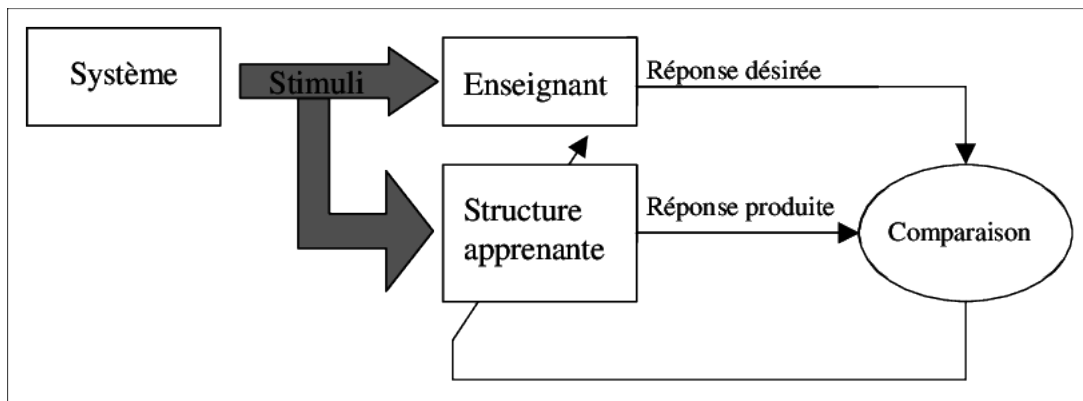 Système
Stimuli
Enseignant
Réponse désirée
Structure
apprenante
Réponse produite
Comparaison